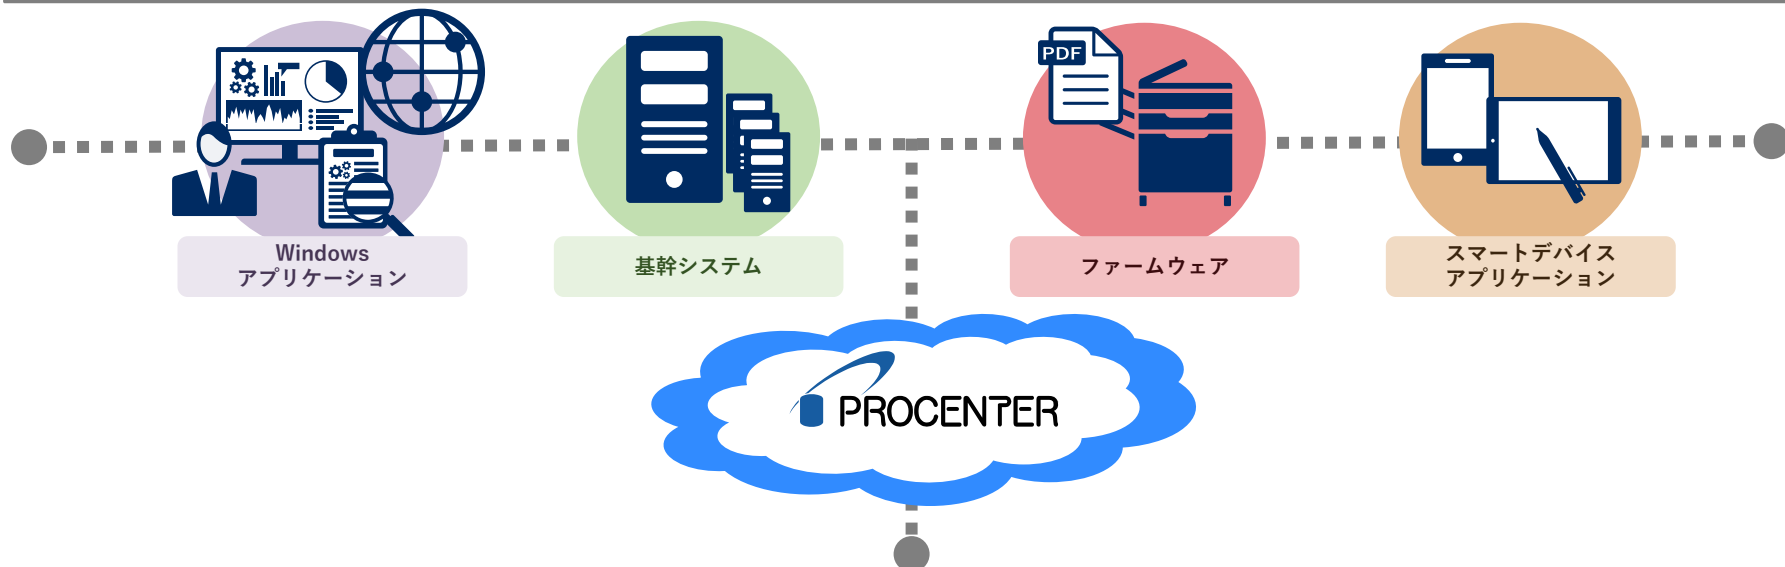 PDF
Windows
アプリケーション
基幹システム
ファームウェア
スマートデバイス
アプリケーション
PROCENTER